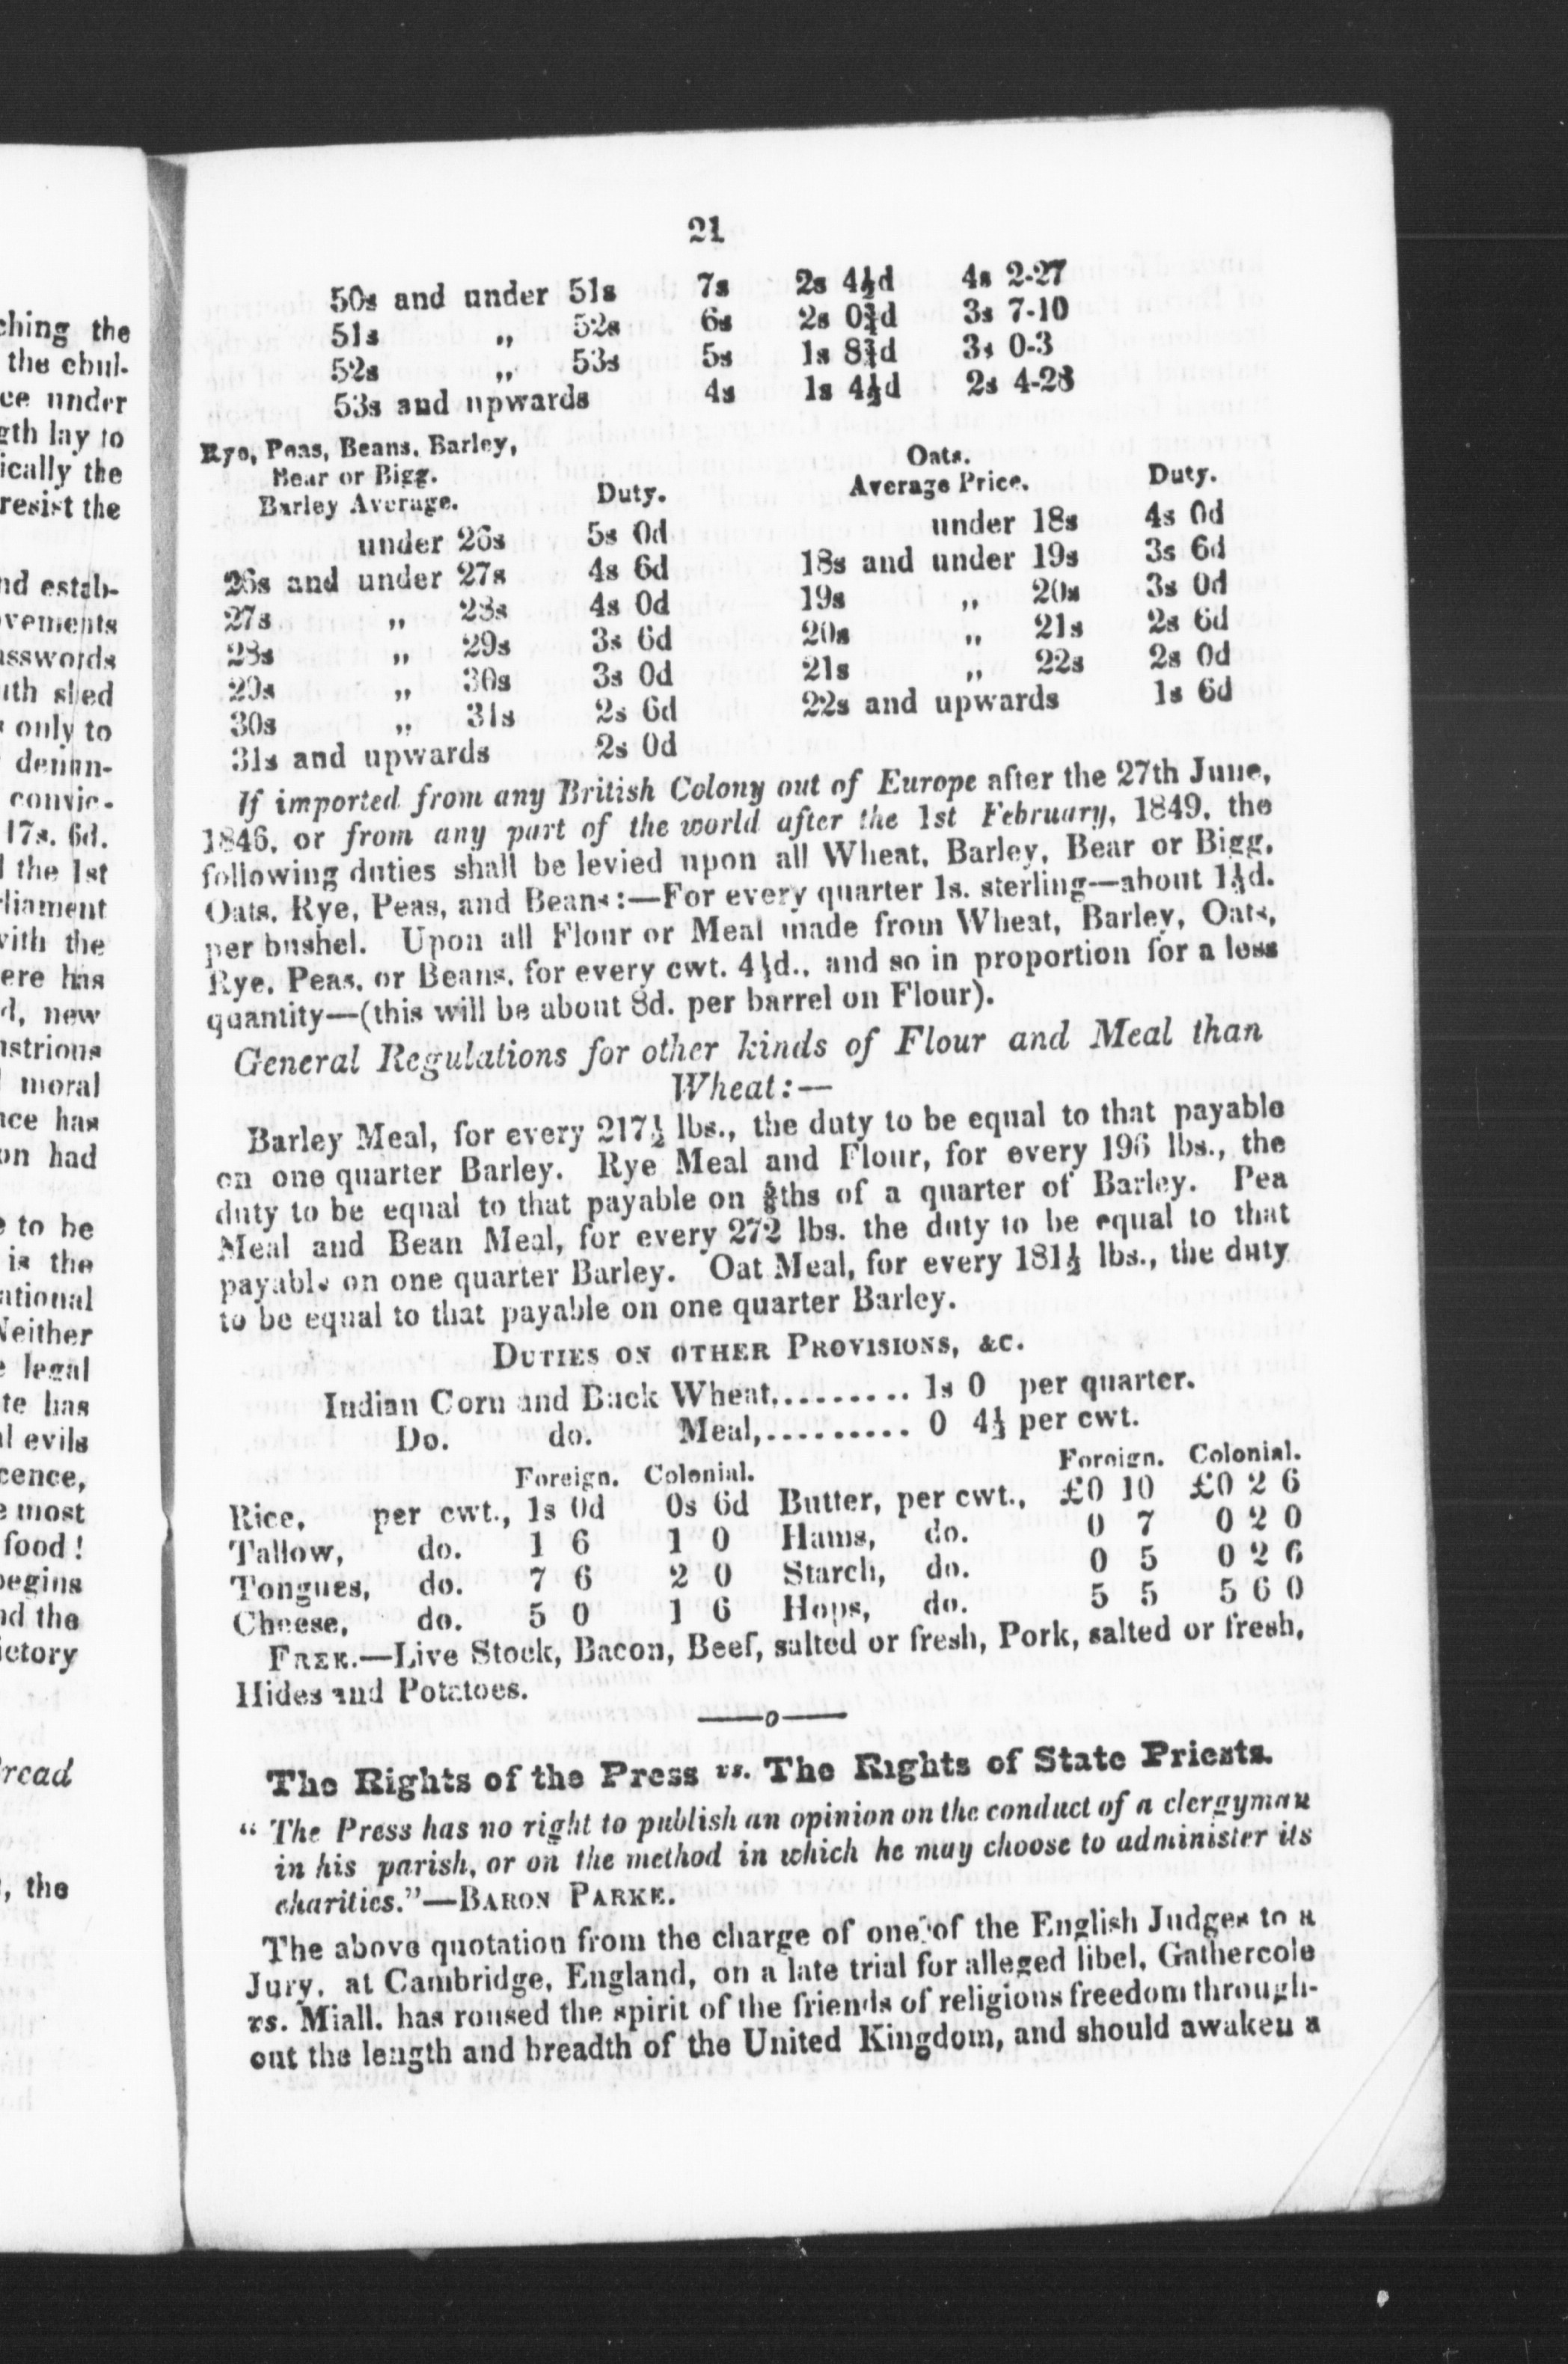 21
50s and under 51s 7s 2s 4½d 4s 2-27
51s „ 52s 6s 2s 0¾d 3s 7-10
52s „ 53s 5s 1s 8¾d 3s 0-3
53s and upwards 4s 1s 4½d 2s 4-28
Rye, Peas, Beans, Barley,
Bear or Bigg.
Barley Average. Duty.
under 26s 5s 0d
26s and under 27s 4s 6d
27s „ 28s 4s 0d
28s „ 29s 3s 6d
29s „ 30s 3s 0d
30s „ 31s 2s 6d
31s and upwards 2s 0d
Oats.
Average Price. Duty.
under 18s 4s 0d
18s and under 19s 3s 6d
19s „ 20s 3s 0d
20s „ 21s 2s 6d
21s „ 22s 2s 0d
22s and upwards 1s 6d
If imported from any British Colony out of Europe after the 27th June,
1846, or from any part of the world after the 1st February, 1849, the
following duties shall be levied upon all Wheat, Barley, Bear or Bigg,
Oats, Rye, Peas, and Beans:—For every quarter 1s. sterling—about 1½d.
per bushel. Upon all Flour or Meal made from Wheat, Barley, Oats,
Rye, Peas, or Beans, for every cwt. 4½d., and so in proportion for a less
quantity—(this will be about 8d. per barrel on Flour).
General Regulations for other kinds of Flour and Meal than
Wheat:—
Barley Meal, for every 217½ lbs., the duty to be equal to that payable
on one quarter Barley. Rye Meal and Flour, for every 196 lbs., the
duty to be equal to that payable on ⅝ths of a quarter of Barley. Pea
Meal and Bean Meal, for every 272 lbs. the duty to be equal to that
payable on one quarter Barley. Oat Meal, for every 181½ lbs., the duty
to be equal to that payable on one quarter Barley.
DUTIES ON OTHER PROVISIONS, &C.
Indian Corn and Buck Wheat,......... 1s 0 per quarter.
Do. do. Meal,......... 0 4½ per cwt.
Foreign. Colonial.
Rice, per cwt., 1s 0d 0s 6d
Tallow, do. 1 6 1 0
Tongues, do. 7 6 2 0
Cheese, do. 5 0 1 6
Foreign. Colonial.
Butter, per cwt., £0 10 £0 2 6
Hams, do. 0 7 0 2 0
Starch, do. 0 5 0 2 6
Hops, do. 5 5 5 6 0
FREE.—Live Stock, Bacon, Beef, salted or fresh, Pork, salted or fresh,
Hides and Potatoes.
——o——
The Rights of the Press vs. The Rights of State Priests.
“ The Press has no right to publish an opinion on the conduct of a clergyman
in his parish, or on the method in which he may choose to administer its
charities.”—BARON PARKE.
The above quotation from the charge of one of the English Judges to a
Jury, at Cambridge, England, on a late trial for alleged libel, Gathercole
vs. Miall, has roused the spirit of the friends of religious freedom through-
out the length and breadth of the United Kingdom, and should awaken a